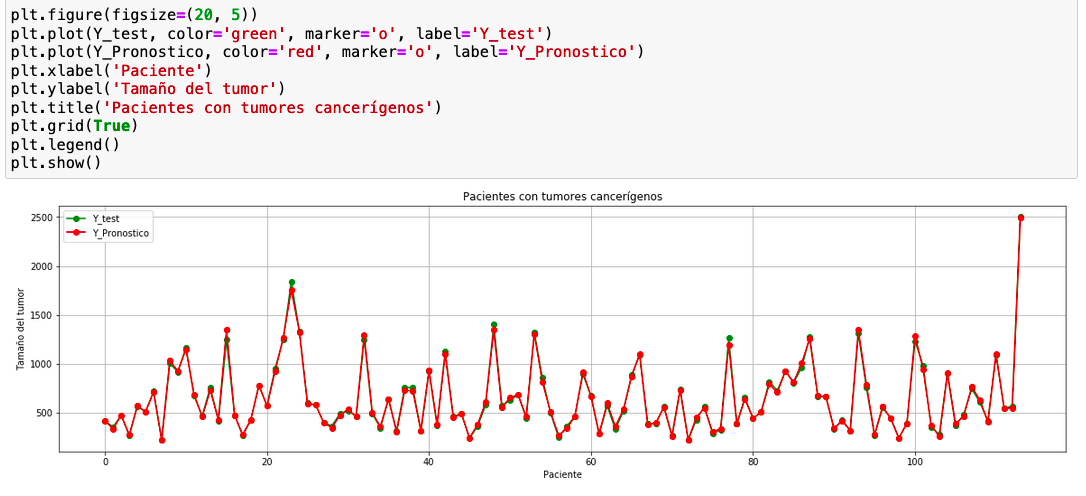 plt.figure(figsize=(20, 5))
plt.plot(Y_test, color='green', marker='o', label='Y_test')
plt.plot(Y_Pronostico, color='red', marker='o', label='Y_Pronostico')
plt.xlabel('Paciente')
plt.ylabel('Tamaño del tumor')
plt.title('Pacientes con tumores cancerígenos')
plt.grid(True)
plt.legend()
plt.show()
Pacientes con tumores cancerígenos
Y_test
Y_Pronostico
2500
2000
1500
1000
500
Tamaño del tumor
0 20 40 60 80 100
Paciente